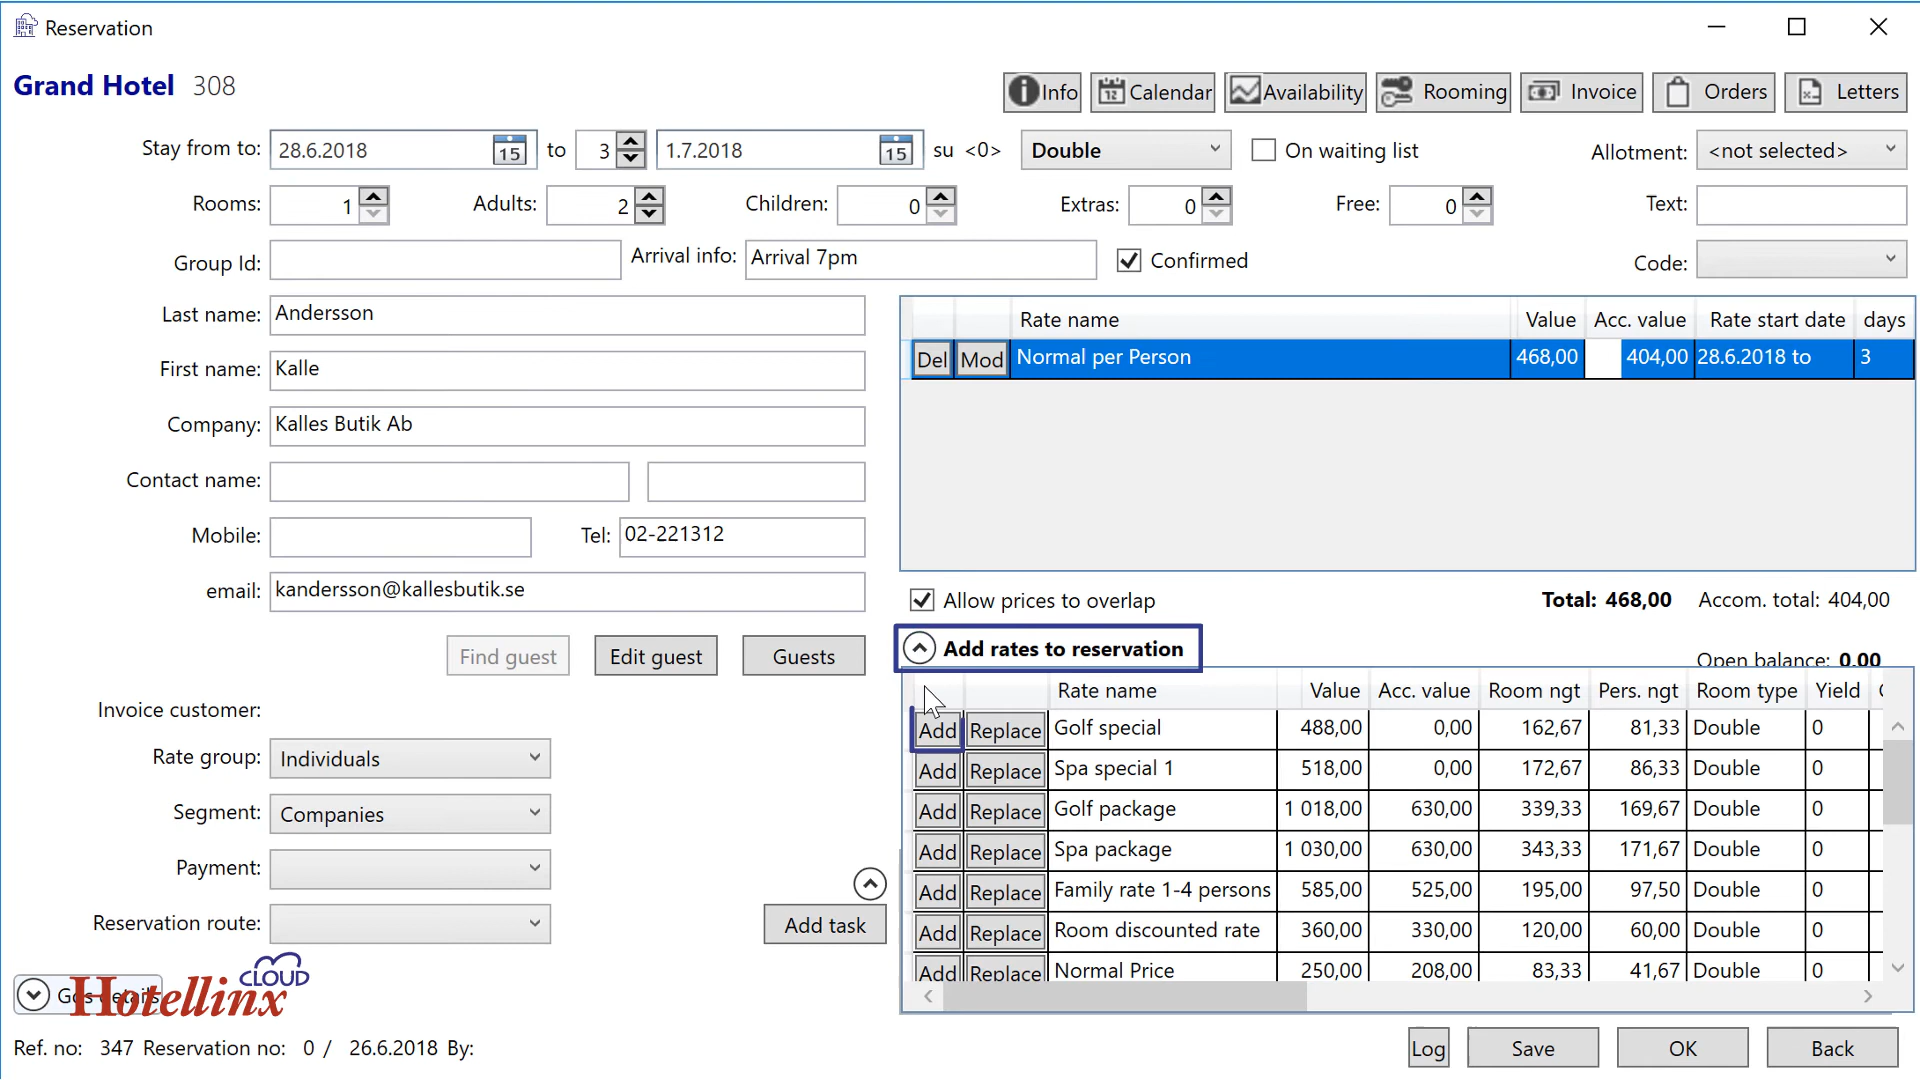 Reservation
Grand Hotel 308
Info Calendar Availability Rooming Invoice Orders Letters
Stay from to: 28.6.2018 15 to 3 1.7.2018 15 su <0> Double On waiting list Allotment: <not selected>
Rooms: 1 Adults: 2 Children: 0 Extras: 0 Free: 0 Text:
Group Id: Arrival info: Arrival 7pm Confirmed Code:
Last name: Andersson
First name: Kalle
Company: Kalles Butik Ab
Contact name:
Mobile: Tel: 02-221312
email: kandersson@kallesbutik.se
Find guest Edit guest Guests
Invoice customer:
Rate group: Individuals
Segment: Companies
Payment:
Reservation route:
Add task
Rate name Value Acc. value Rate start date days
Del Mod Normal per Person 468,00 404,00 28.6.2018 to 3
Allow prices to overlap Total: 468,00 Accom. total: 404,00
Add rates to reservation
Open balance: 0.00
Rate name Value Acc. value Room ngt Pers. ngt Room type Yield
Add Replace Golf special 488,00 0,00 162,67 81,33 Double 0
Add Replace Spa special 1 518,00 0,00 172,67 86,33 Double 0
Add Replace Golf package 1 018,00 630,00 339,33 169,67 Double 0
Add Replace Spa package 1 030,00 630,00 343,33 171,67 Double 0
Add Replace Family rate 1-4 persons 585,00 525,00 195,00 97,50 Double 0
Add Replace Room discounted rate 360,00 330,00 120,00 60,00 Double 0
Add Replace Normal Price 250,00 208,00 83,33 41,67 Double 0
Hotellinx CLOUD
Ref. no: 347 Reservation no: 0 / 26.6.2018 By:
Log Save OK Back